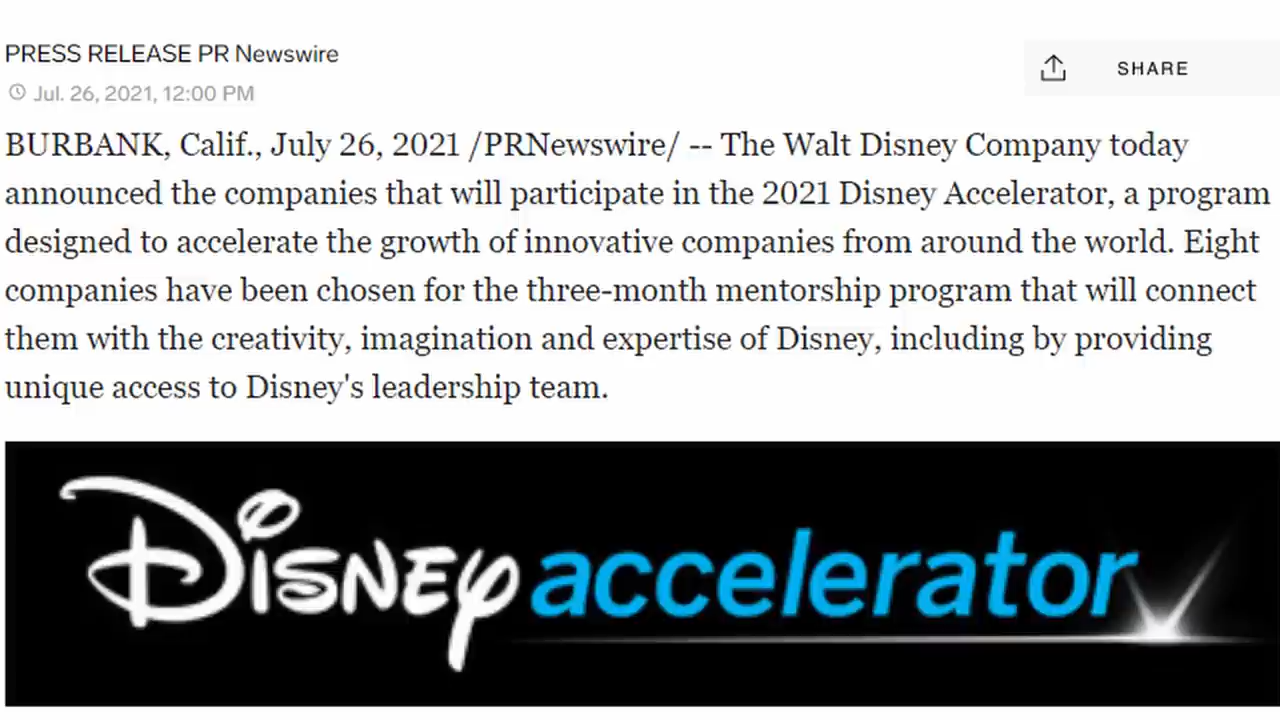 PRESS RELEASE PR Newswire
Jul. 26, 2021, 12:00 PM
SHARE
BURBANK, Calif., July 26, 2021 /PRNewswire/ -- The Walt Disney Company today
announced the companies that will participate in the 2021 Disney Accelerator, a program
designed to accelerate the growth of innovative companies from around the world. Eight
companies have been chosen for the three-month mentorship program that will connect
them with the creativity, imagination and expertise of Disney, including by providing
unique access to Disney's leadership team.
Disney accelerator